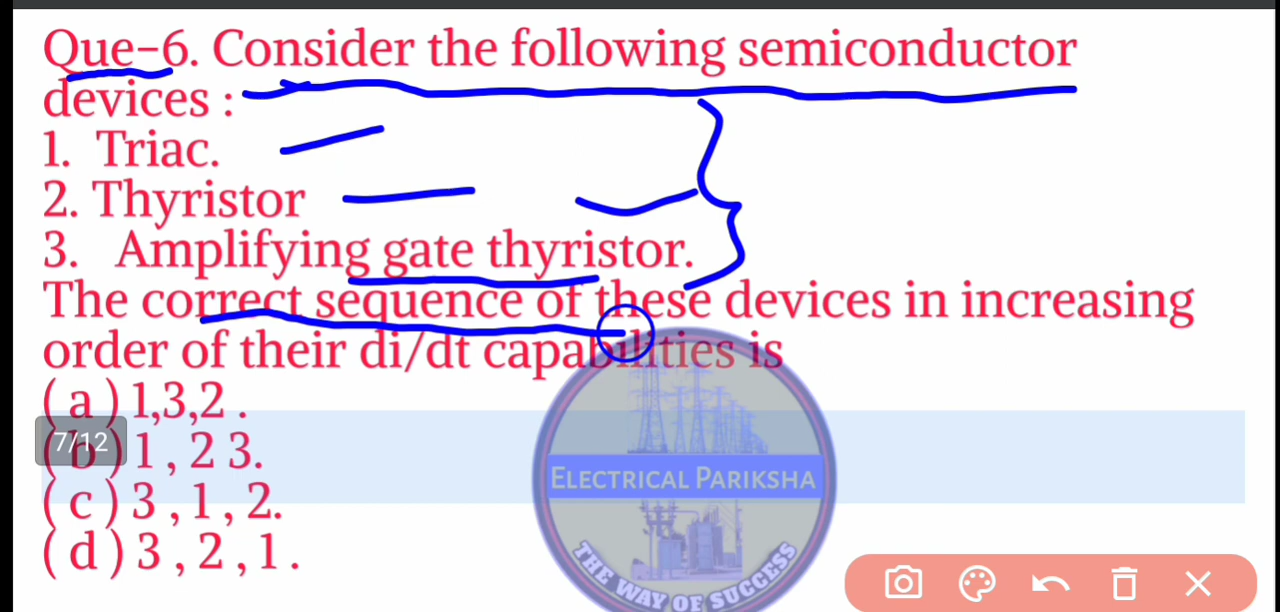 Que-6. Consider the following semiconductor
devices :
1. Triac.
2. Thyristor
3. Amplifying gate thyristor.
The correct sequence of these devices in increasing
order of their di/dt capabilities is
( a ) 1,3,2 .
( b ) 1 , 2 3.
7/12
( c ) 3 , 1 , 2.
( d ) 3 , 2 , 1 .
ELECTRICAL PARIKSHA
THE WAY OF SUCCESS